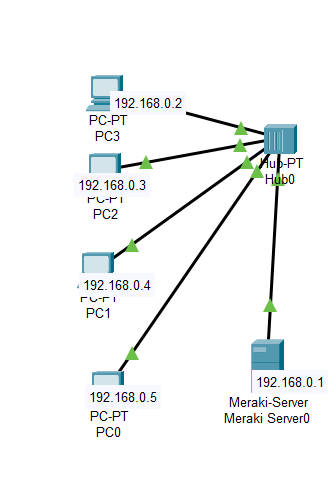 192.168.0.2
PC-PT
PC3
Hub-PT
Hub0
192.168.0.3
PC-PT
PC2
192.168.0.4
PC-PT
PC1
192.168.0.1
192.168.0.5
Meraki-Server
Meraki Server0
PC-PT
PC0